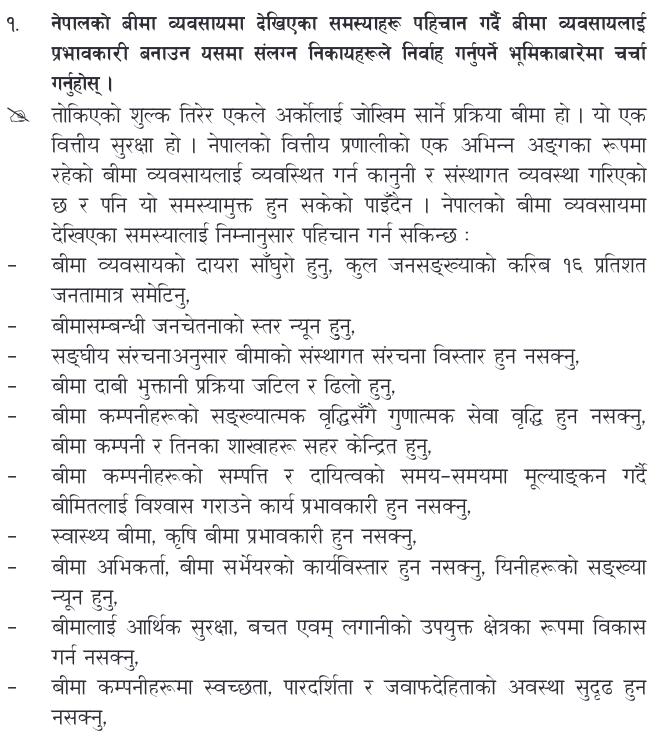 १. नेपालको बीमा व्यवसायमा देखिएका समस्याहरू पहिचान गर्दै बीमा व्यवसायलाई
प्रभावकारी बनाउन यसमा संलग्न निकायहरूले निर्वाह गर्नुपर्ने भूमिकाबारेमा चर्चा
गर्नुहोस् ।
तोकिएको शुल्क तिरेर एकले अर्कोलाई जोखिम सार्ने प्रक्रिया बीमा हो । यो एक
वित्तीय सुरक्षा हो । नेपालको वित्तीय प्रणालीको एक अभिन्न अङ्गका रूपमा
रहेको बीमा व्यवसायलाई व्यवस्थित गर्न कानुनी र संस्थागत व्यवस्था गरिएको
छ र पनि यो समस्यामुक्त हुन सकेको पाइँदैन । नेपालको बीमा व्यवसायमा
देखिएका समस्यालाई निम्नानुसार पहिचान गर्न सकिन्छ :
- बीमा व्यवसायको दायरा साँघुरो हुनु, कुल जनसङ्ख्याको करिब १६ प्रतिशत
जनतामात्र समेटिनु,
- बीमासम्बन्धी जनचेतनाको स्तर न्यून हुनु,
- सङ्घीय संरचनाअनुसार बीमाको संस्थागत संरचना विस्तार हुन नसक्नु,
- बीमा दाबी भुक्तानी प्रक्रिया जटिल र ढिलो हुनु,
- बीमा कम्पनीहरूको सङ्ख्यात्मक वृद्धिसँगै गुणात्मक सेवा वृद्धि हुन नसक्नु,
बीमा कम्पनी र तिनका शाखाहरू सहर केन्द्रित हुनु,
- बीमा कम्पनीहरूको सम्पत्ति र दायित्वको समय-समयमा मूल्याङ्कन गर्दै
बीमितलाई विश्वास गराउने कार्य प्रभावकारी हुन नसक्नु,
- स्वास्थ्य बीमा, कृषि बीमा प्रभावकारी हुन नसक्नु,
- बीमा अभिकर्ता, बीमा सर्भेयरको कार्यविस्तार हुन नसक्नु, यिनीहरूको सङ्ख्या
न्यून हुनु,
- बीमालाई आर्थिक सुरक्षा, बचत एवम् लगानीको उपयुक्त क्षेत्रका रूपमा विकास
गर्न नसक्नु,
- बीमा कम्पनीहरूमा स्वच्छता, पारदर्शिता र जवाफदेहिताको अवस्था सुदृढ हुन
नसक्नु,